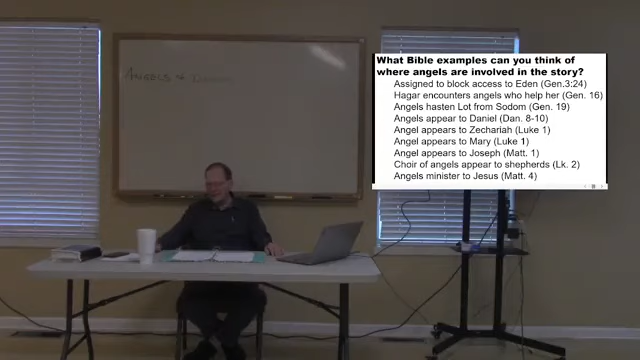 ANGELS & DEMONS
What Bible examples can you think of
where angels are involved in the story?
Assigned to block access to Eden (Gen.3:24)
Hagar encounters angels who help her (Gen. 16)
Angels hasten Lot from Sodom (Gen. 19)
Angels appear to Daniel (Dan. 8-10)
Angel appears to Zechariah (Luke 1)
Angel appears to Mary (Luke 1)
Angel appears to Joseph (Matt. 1)
Choir of angels appear to shepherds (Lk. 2)
Angels minister to Jesus (Matt. 4)